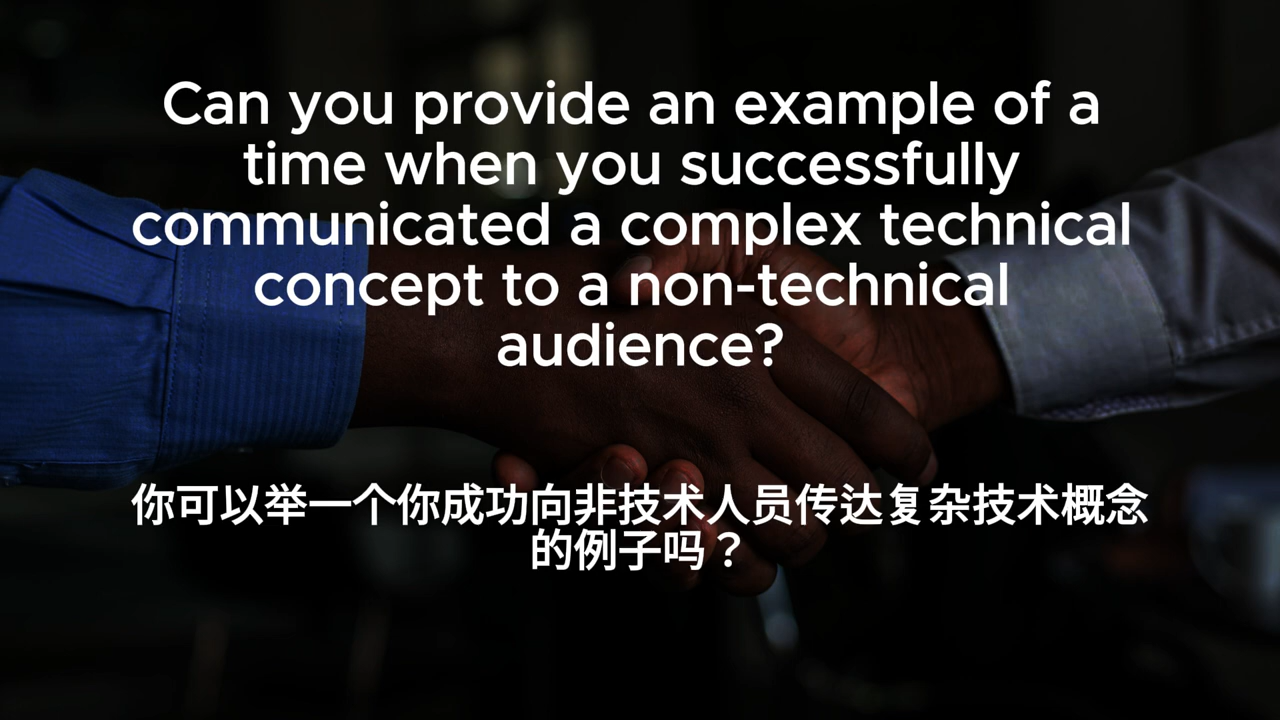 Can you provide an example of a
time when you successfully
communicated a complex technical
concept to a non-technical
audience?
你可以举一个你成功向非技术人员传达复杂技术概念
的例子吗？